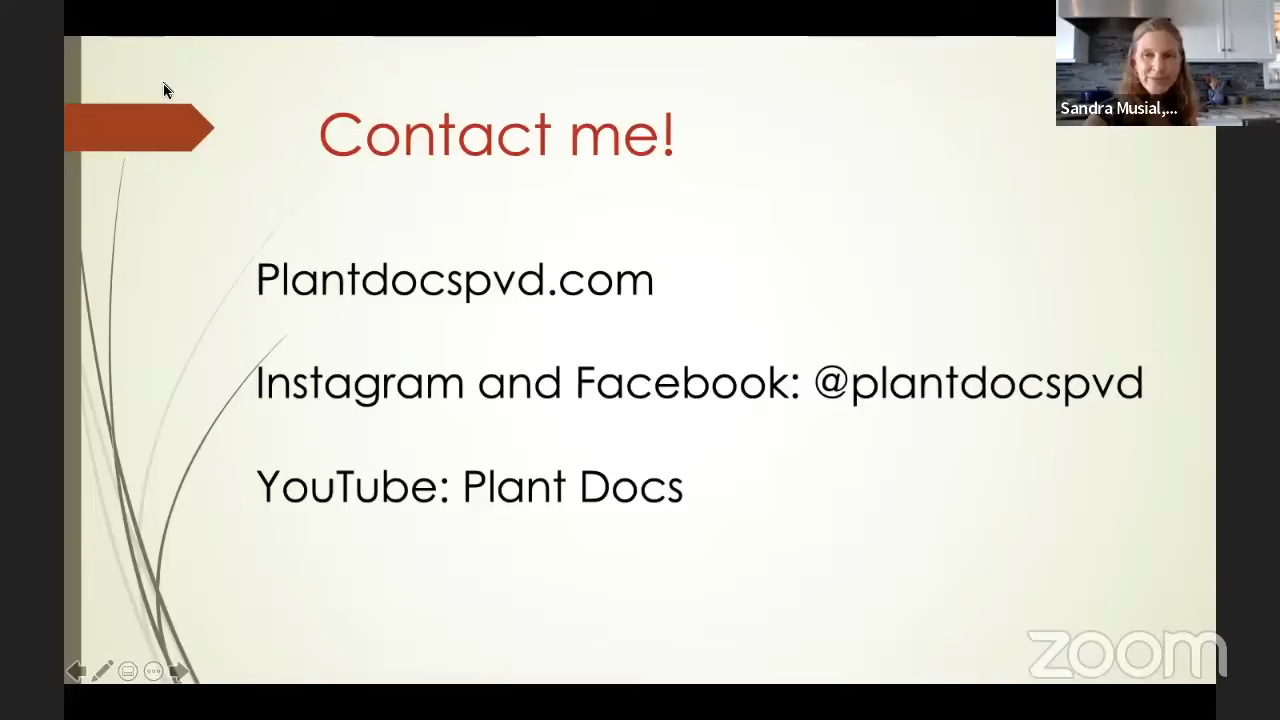 Sandra Musial,...
Contact me!
Plantdocspvd.com
Instagram and Facebook: @plantdocspvd
YouTube: Plant Docs
zoom